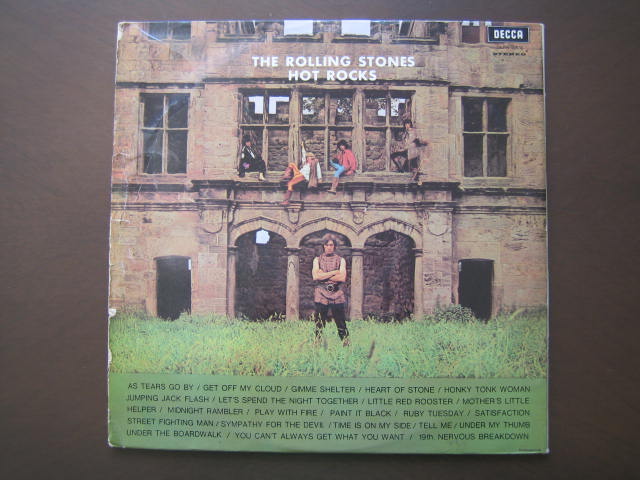 DECCA
STEREO
THE ROLLING STONES
HOT ROCKS
AS TEARS GO BY / GET OFF MY CLOUD / GIMME SHELTER / HEART OF STONE / HONKY TONK WOMAN
JUMPING JACK FLASH / LET'S SPEND THE NIGHT TOGETHER / LITTLE RED ROOSTER / MOTHER'S LITTLE
HELPER / MIDNIGHT RAMBLER / PLAY WITH FIRE / PAINT IT BLACK / RUBY TUESDAY / SATISFACTION
STREET FIGHTING MAN / SYMPATHY FOR THE DEVIL / TIME IS ON MY SIDE / TELL ME / UNDER MY THUMB
UNDER THE BOARDWALK / YOU CAN'T ALWAYS GET WHAT YOU WANT / 19th. NERVOUS BREAKDOWN